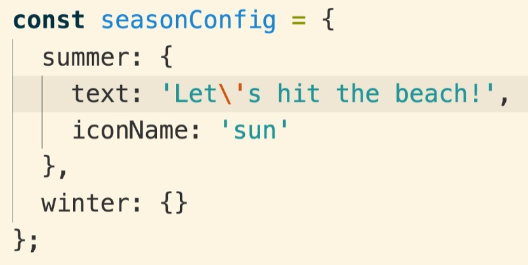 const seasonConfig = {
  summer: {
    text: 'Let\'s hit the beach!',
    iconName: 'sun'
  },
  winter: {}
};